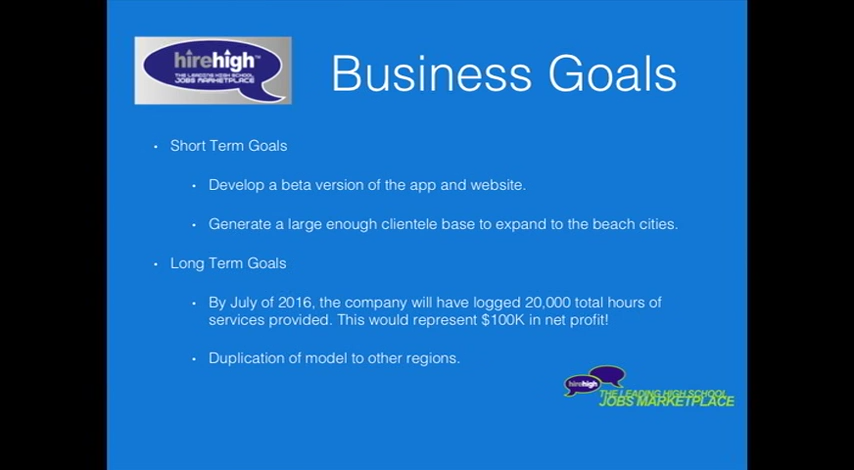 hirehigh™
THE LEADING HIGH SCHOOL
JOBS MARKETPLACE
Business Goals
• Short Term Goals
• Develop a beta version of the app and website.
• Generate a large enough clientele base to expand to the beach cities.
• Long Term Goals
• By July of 2016, the company will have logged 20,000 total hours of
services provided. This would represent $100K in net profit!
• Duplication of model to other regions.
hirehigh
THE LEADING HIGH SCHOOL
JOBS MARKETPLACE